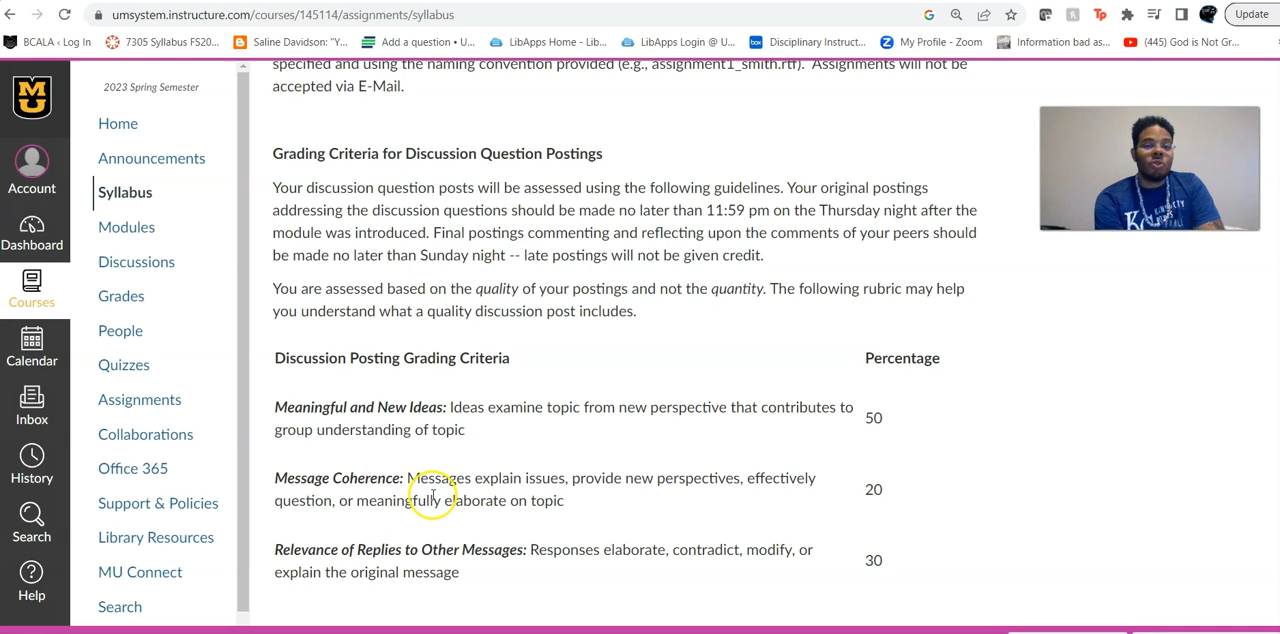 umsystem.instructure.com/courses/145114/assignments/syllabus
Update
BCALA ‹ Log In
7305 Syllabus FS20...
Saline Davidson: "Y...
Add a question • U...
LibApps Home - Lib...
LibApps Login @ U...
box
Disciplinary Instruct...
My Profile - Zoom
Information bad as...
(445) God is Not Gr...
2023 Spring Semester
Account
Dashboard
Courses
Calendar
Inbox
History
Search
Help
Home
Announcements
Syllabus
Modules
Discussions
Grades
People
Quizzes
Assignments
Collaborations
Office 365
Support & Policies
Library Resources
MU Connect
Search
specified and using the naming convention provided (e.g., assignment1_smith.rtf). Assignments will not be
accepted via E-Mail.
Grading Criteria for Discussion Question Postings
Your discussion question posts will be assessed using the following guidelines. Your original postings
addressing the discussion questions should be made no later than 11:59 pm on the Thursday night after the
module was introduced. Final postings commenting and reflecting upon the comments of your peers should
be made no later than Sunday night -- late postings will not be given credit.
You are assessed based on the quality of your postings and not the quantity. The following rubric may help
you understand what a quality discussion post includes.
Discussion Posting Grading Criteria Percentage
Meaningful and New Ideas: Ideas examine topic from new perspective that contributes to
group understanding of topic
50
Message Coherence: Messages explain issues, provide new perspectives, effectively
question, or meaningfully elaborate on topic
20
Relevance of Replies to Other Messages: Responses elaborate, contradict, modify, or
explain the original message
30